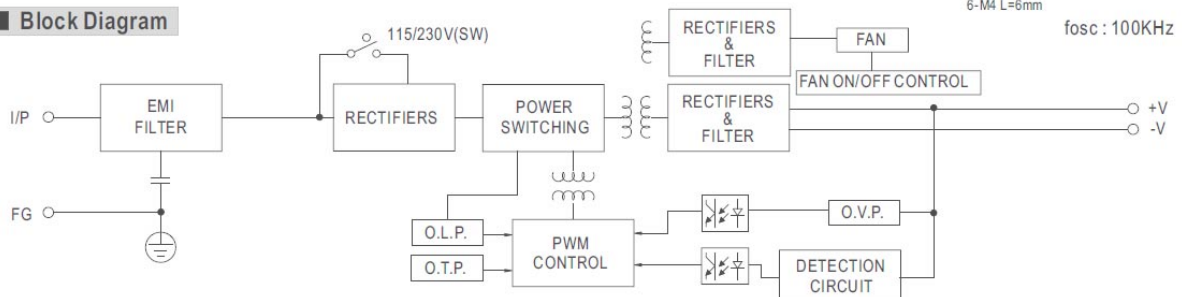 6-M4 L=6mm
Block Diagram
fosc : 100KHz
115/230V(SW)
RECTIFIERS
&
FILTER
FAN
FAN ON/OFF CONTROL
I/P
EMI
FILTER
RECTIFIERS
POWER
SWITCHING
RECTIFIERS
&
FILTER
+V
-V
FG
O.L.P.
O.T.P.
PWM
CONTROL
O.V.P.
DETECTION
CIRCUIT